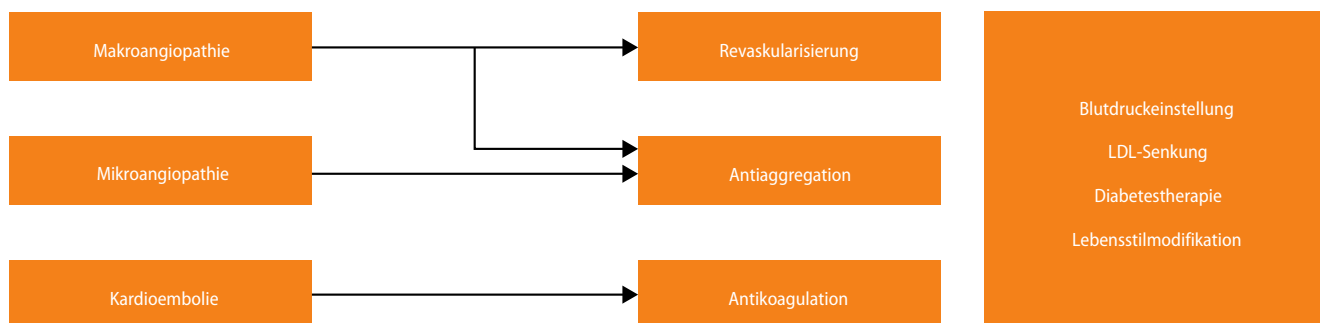 Makroangiopathie
Revaskularisierung
Mikroangiopathie
Antiaggregation
Kardioembolie
Antikoagulation
Blutdruckeinstellung
LDL-Senkung
Diabetestherapie
Lebensstilmodifikation